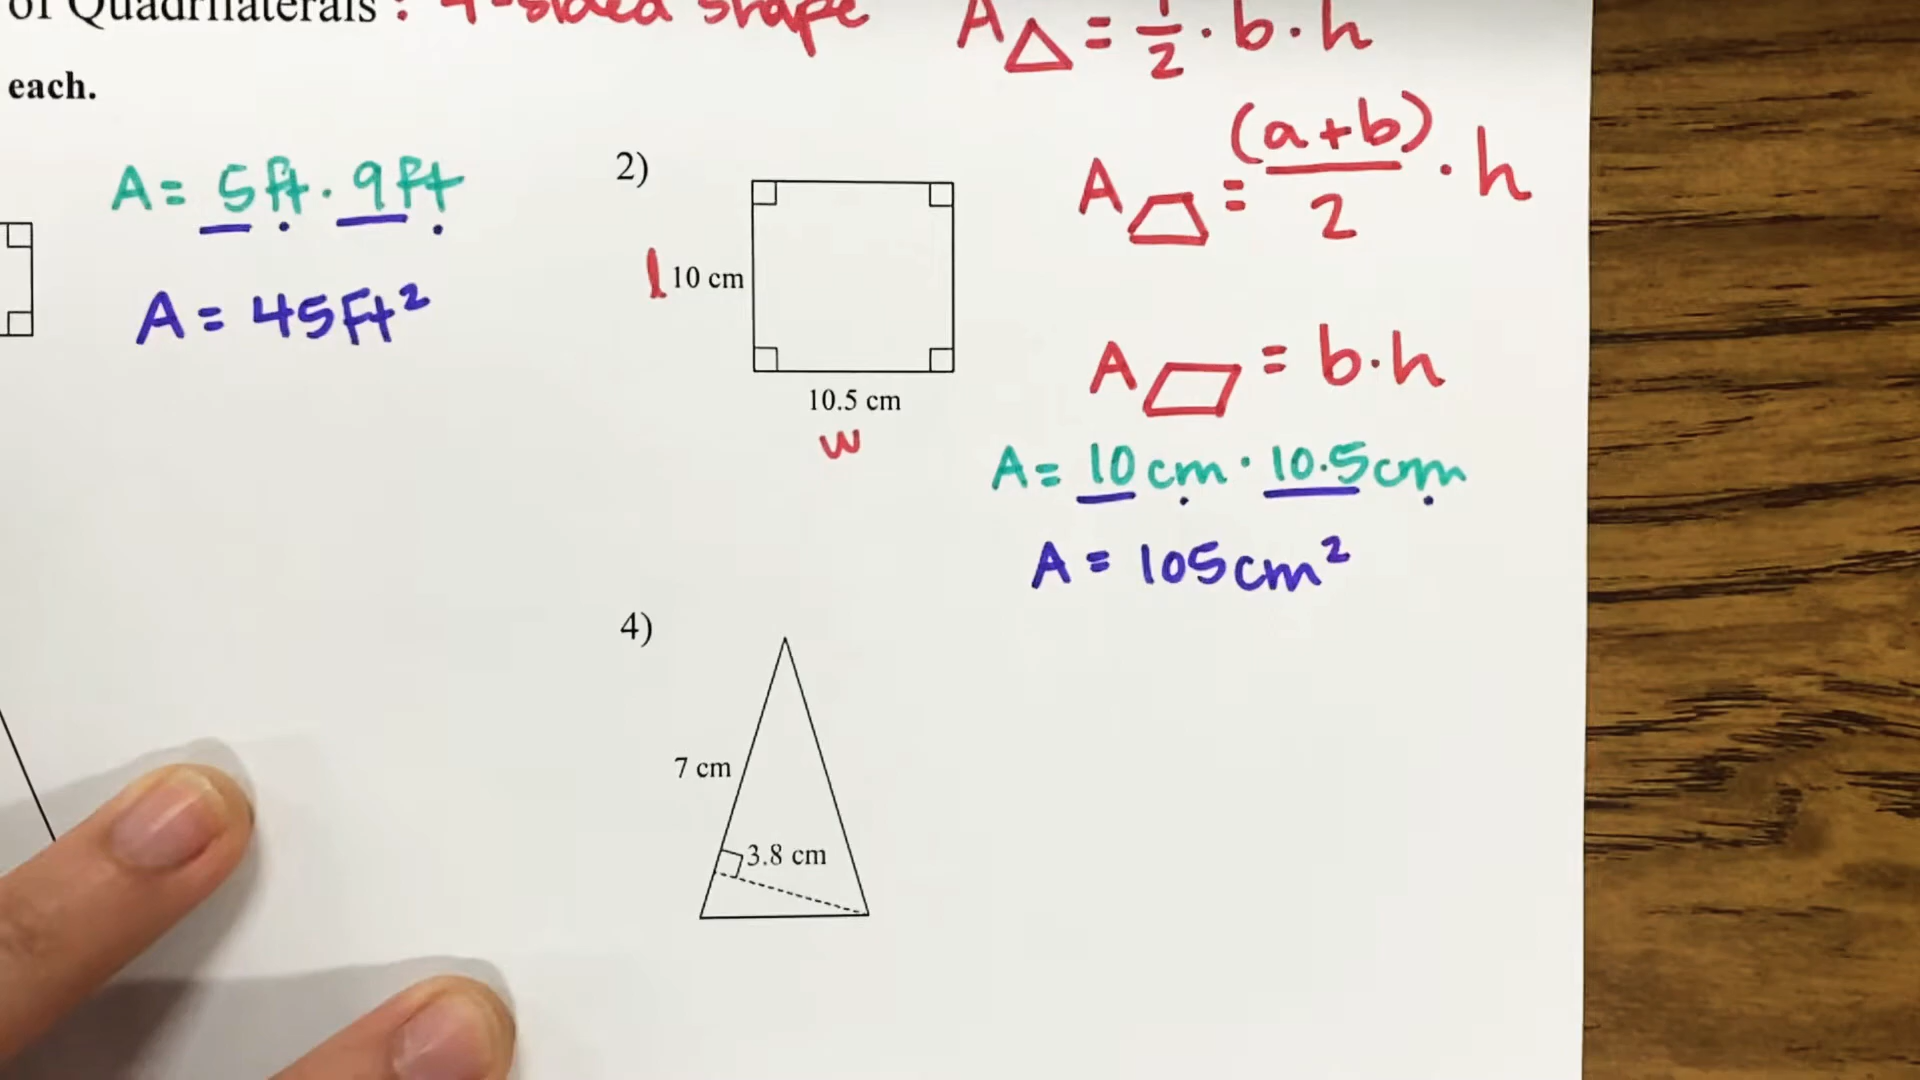 of Quadrilaterals : 4-sided shape
each.
A = 5ft · 9ft
A = 45ft²
2)
l 10 cm
10.5 cm
w
A△ = 1/2 · b · h
A⏢ = (a+b)/2 · h
A▱ = b·h
A = 10cm · 10.5cm
A = 105cm²
4)
7 cm
3.8 cm